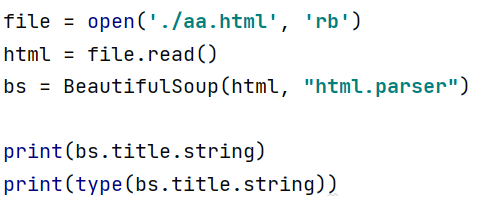 file = open('./aa.html', 'rb')
html = file.read()
bs = BeautifulSoup(html, "html.parser")
print(bs.title.string)
print(type(bs.title.string))